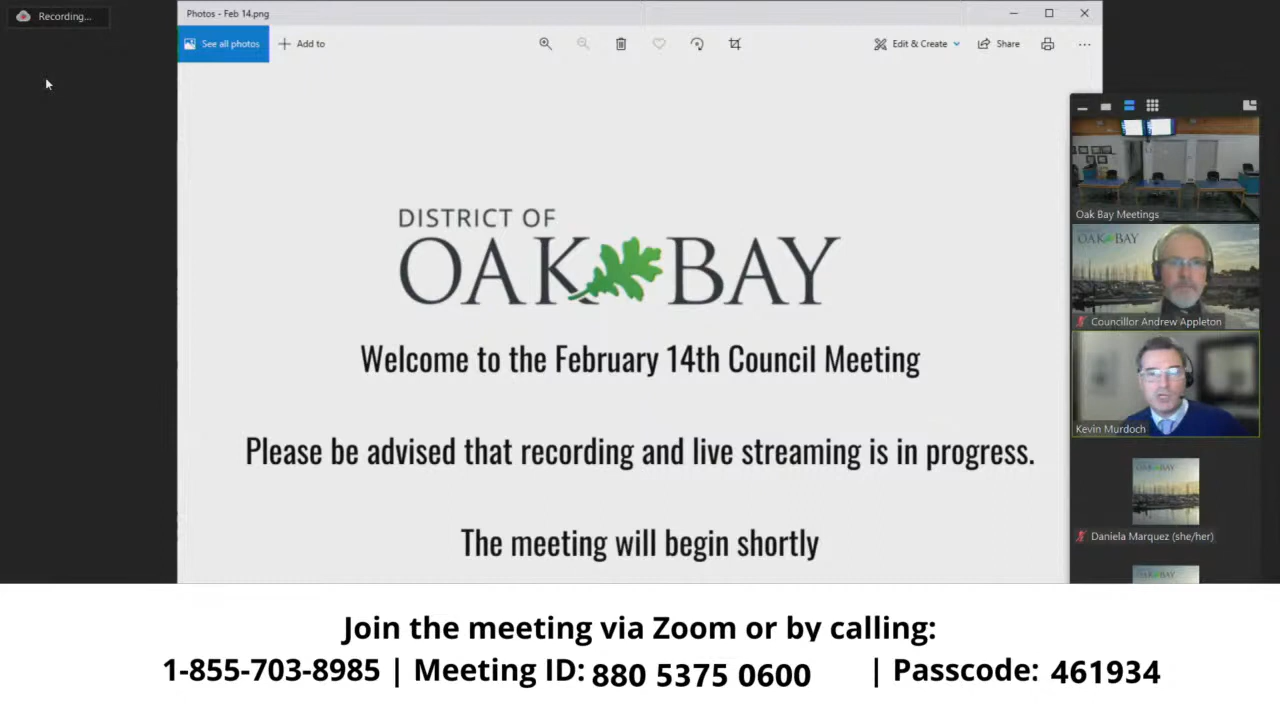 Recording...
Photos - Feb 14.png
See all photos
Add to
Edit & Create
Share
DISTRICT OF
OAK BAY
Welcome to the February 14th Council Meeting
Please be advised that recording and live streaming is in progress.
The meeting will begin shortly
Oak Bay Meetings
OAK BAY
Councillor Andrew Appleton
Kevin Murdoch
OAK BAY
Daniela Marquez (she/her)
OAK BAY
Join the meeting via Zoom or by calling:
1-855-703-8985 | Meeting ID: 880 5375 0600 | Passcode: 461934